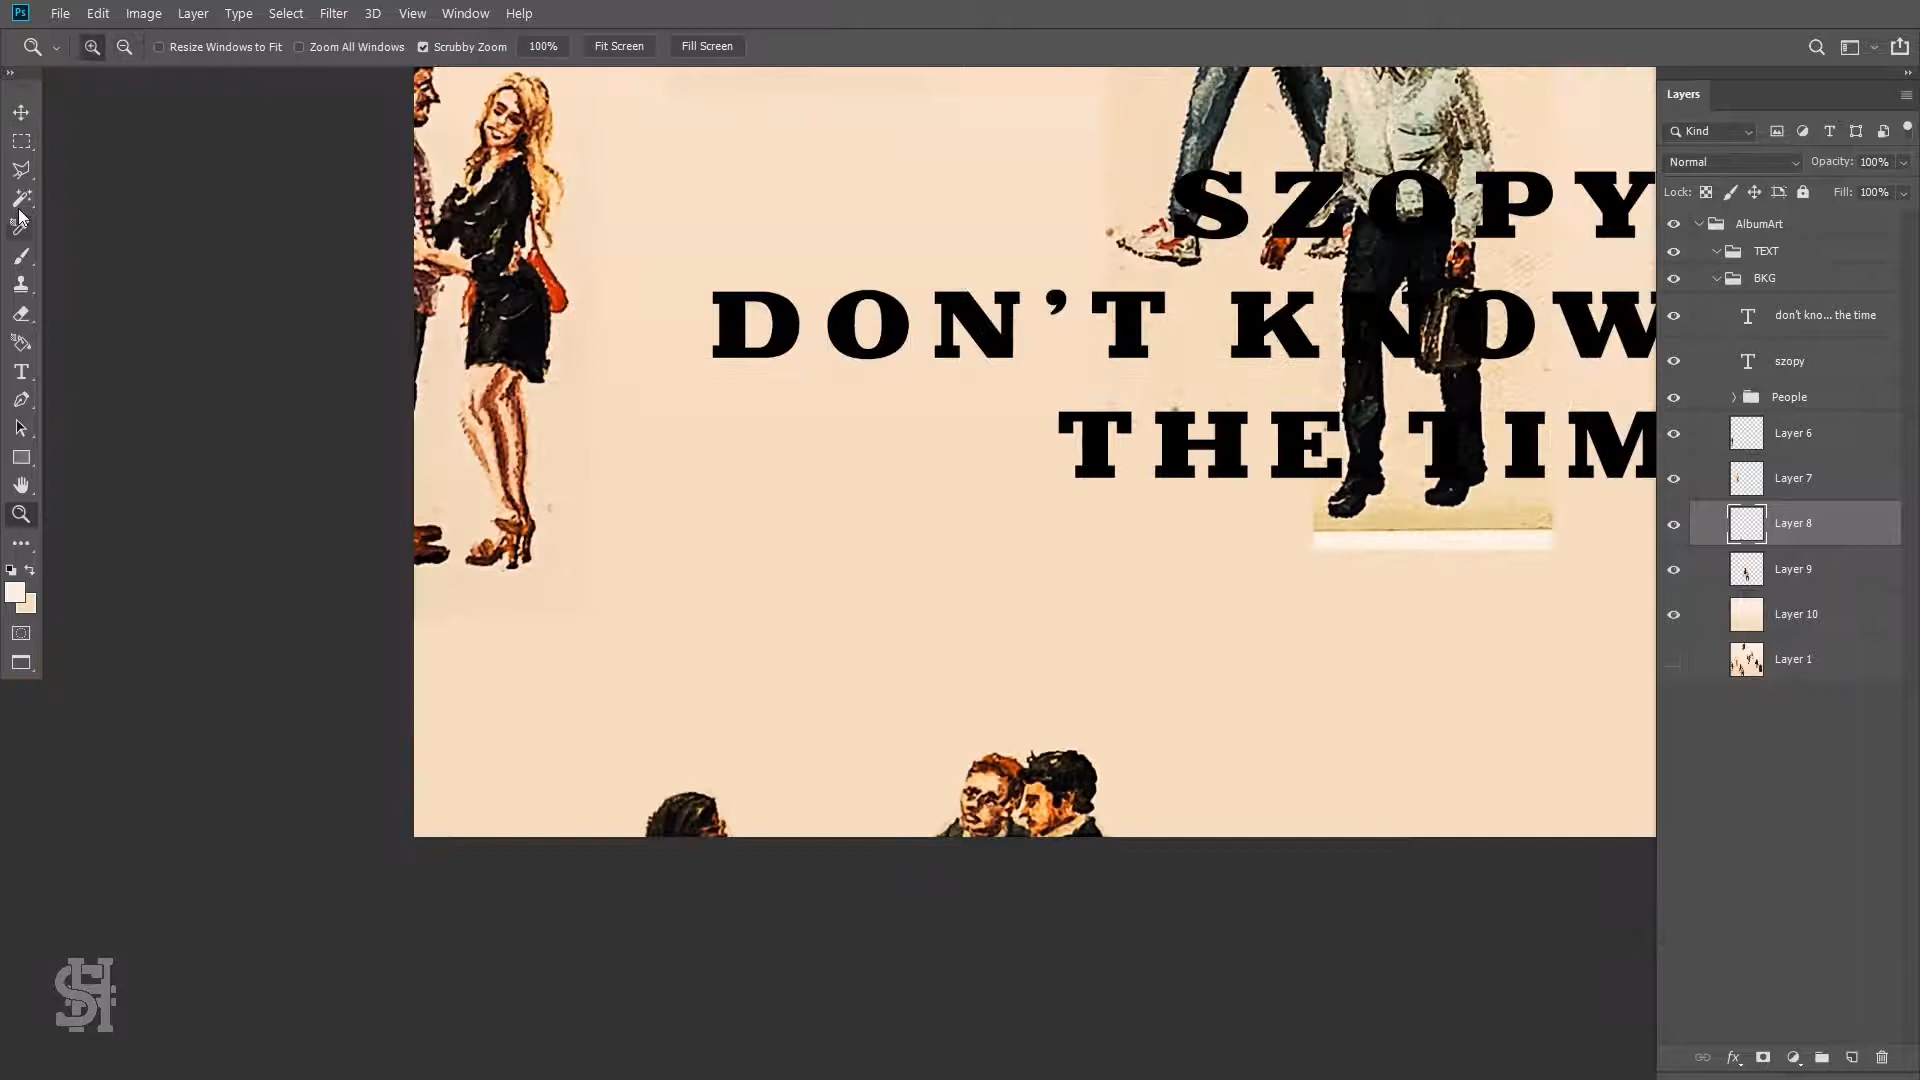 Ps File Edit Image Layer Type Select Filter 3D View Window Help
Resize Windows to Fit Zoom All Windows Scrubby Zoom 100% Fit Screen Fill Screen
Layers
Kind
Normal Opacity: 100%
Lock: Fill: 100%
AlbumArt
TEXT
BKG
don't kno... the time
szopy
People
Layer 6
Layer 7
Layer 8
Layer 9
Layer 10
Layer 1
SZOPY
DON’T KNOW
THE TIM
fx
SH